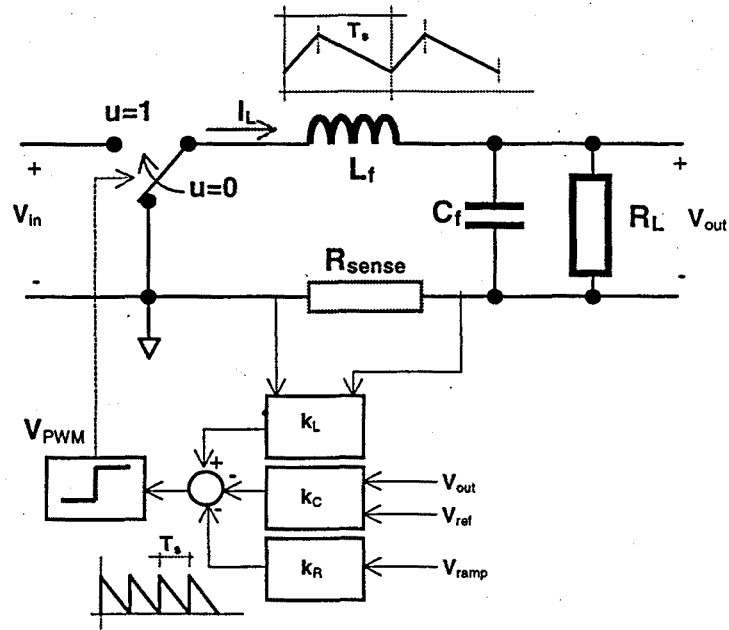 Ts
u=1
IL
+
u=0
Lf
+
Vin
Cf
RL
Vout
-
Rsense
-
kL
VPWM
+
-
kC
Vout
-
Vref
Ts
kR
Vramp